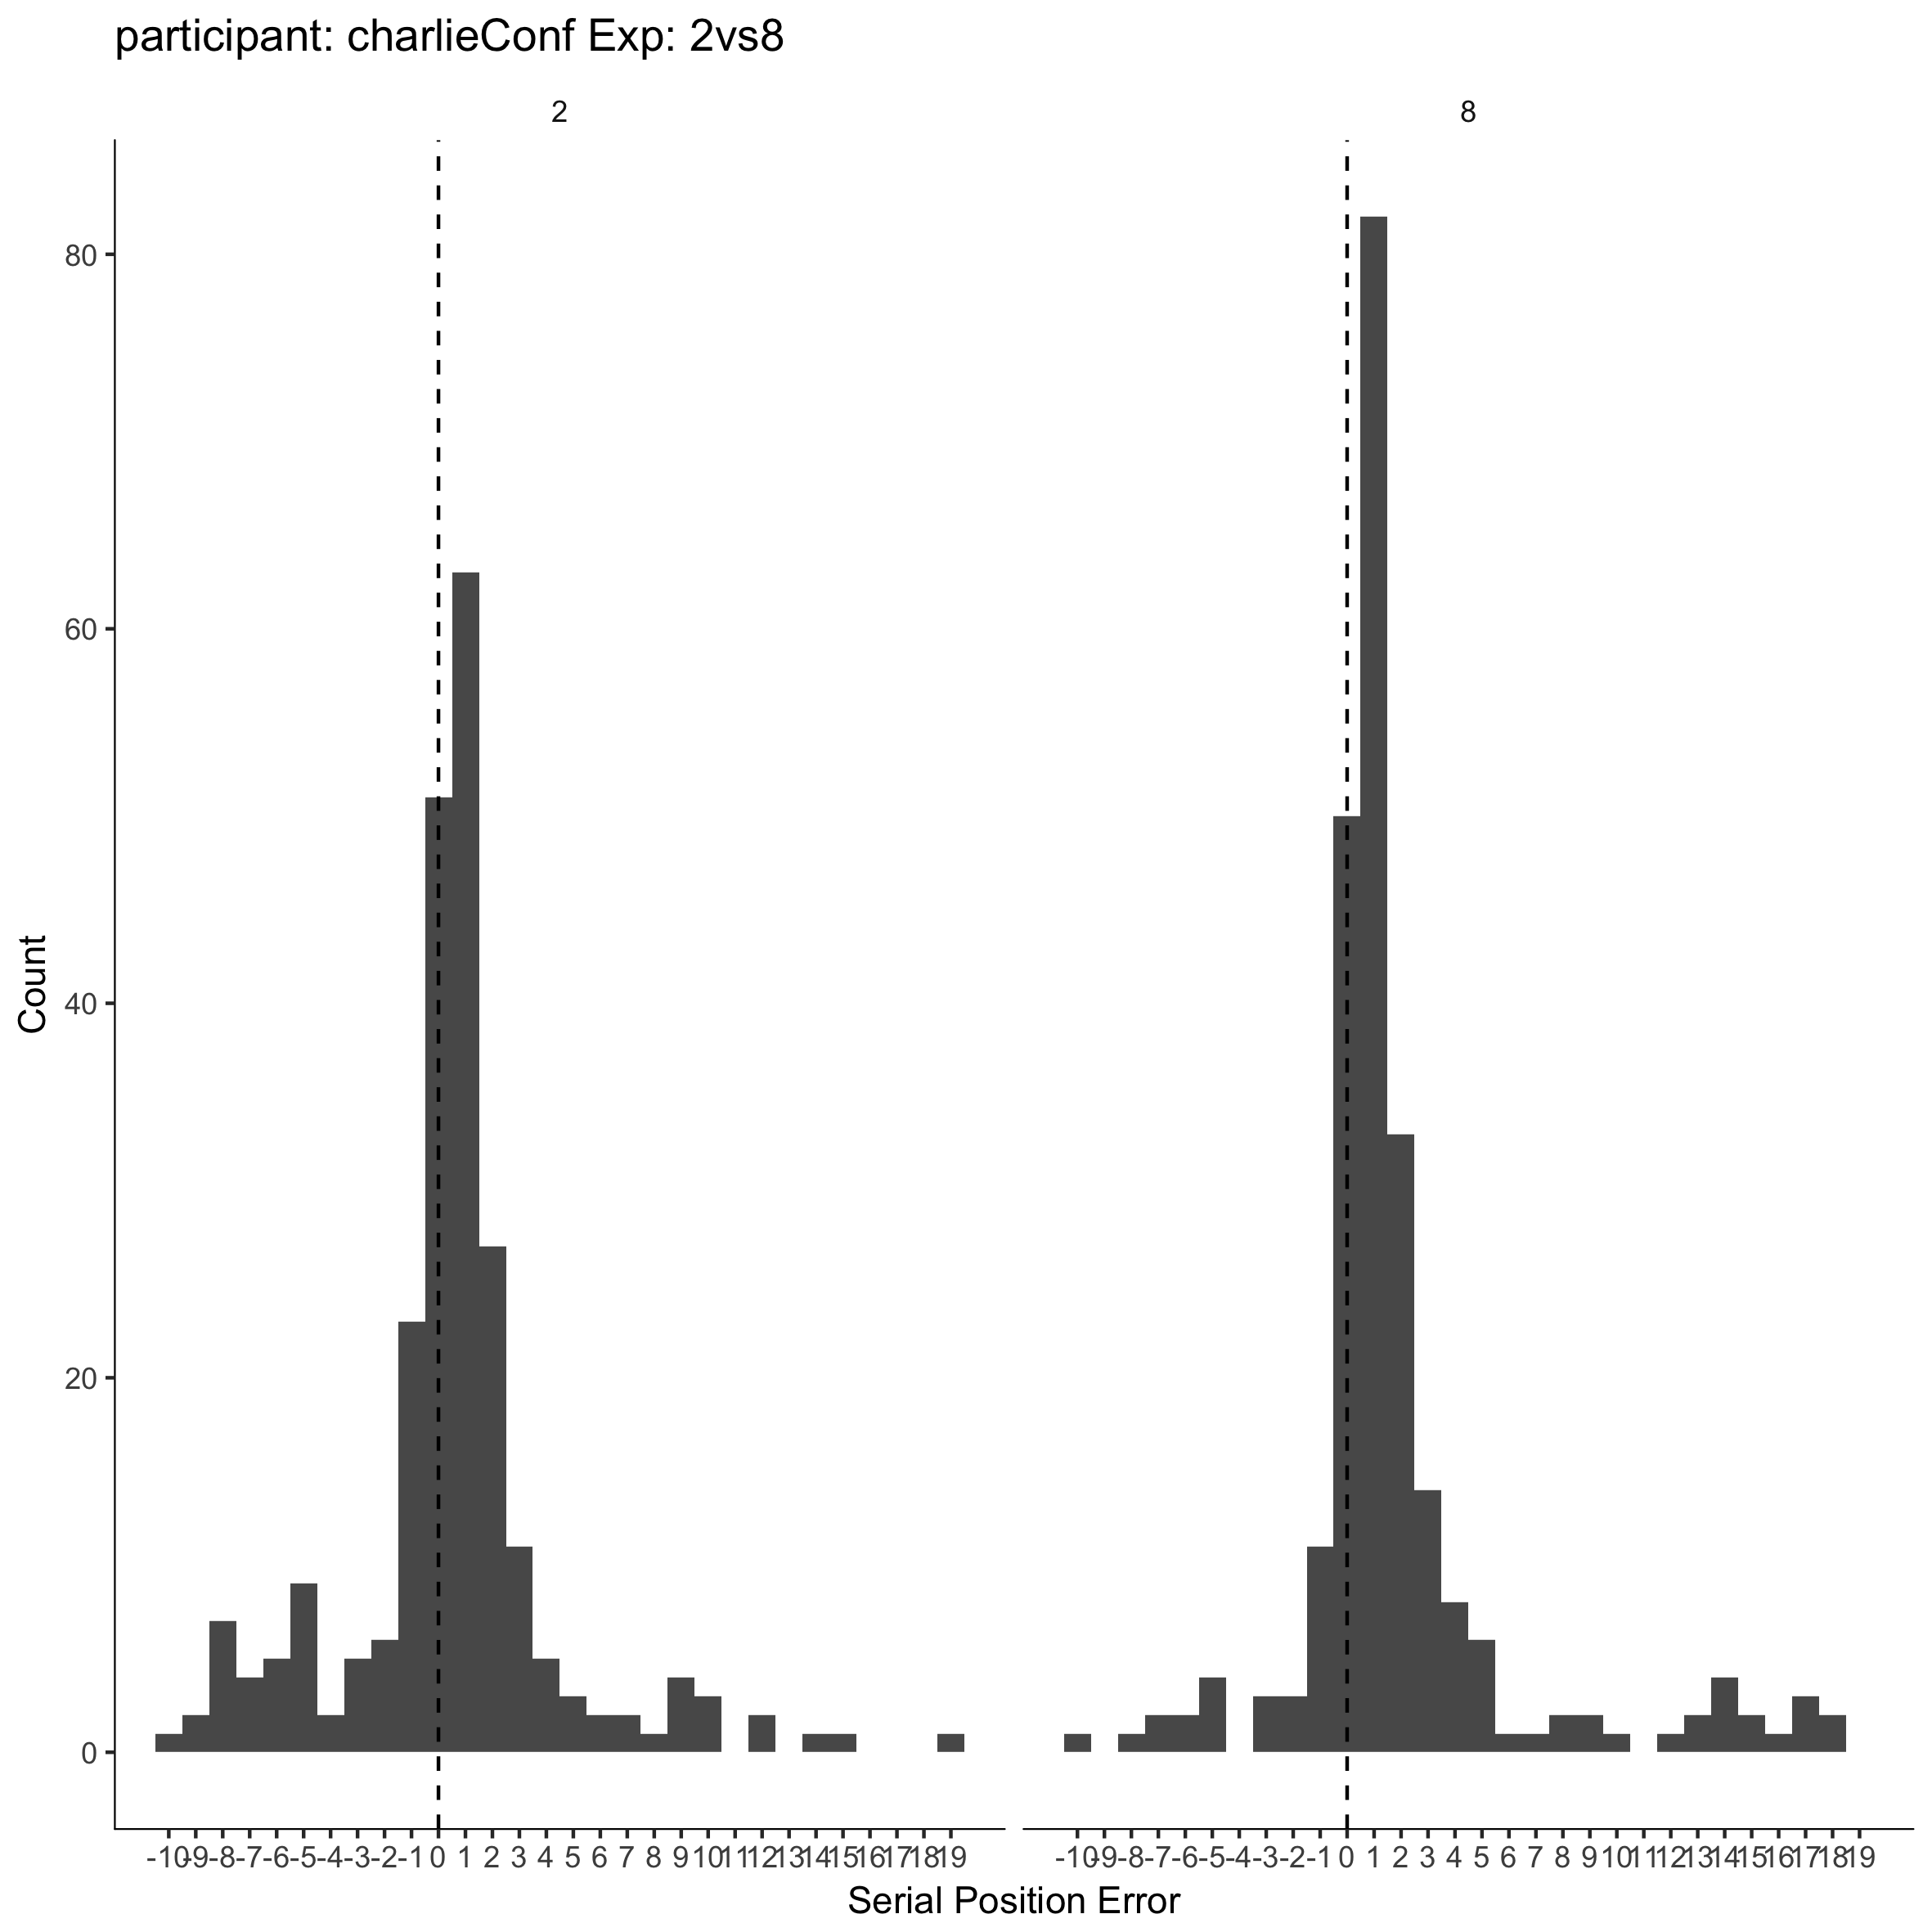 participant: charlieConf Exp: 2vs8
2 8
80
60
40
20
0
Count
-10 -9 -8 -7 -6 -5 -4 -3 -2 -1 0 1 2 3 4 5 6 7 8 9 10 11 12 13 14 15 16 17 18 19 -10 -9 -8 -7 -6 -5 -4 -3 -2 -1 0 1 2 3 4 5 6 7 8 9 10 11 12 13 14 15 16 17 18 19
Serial Position Error